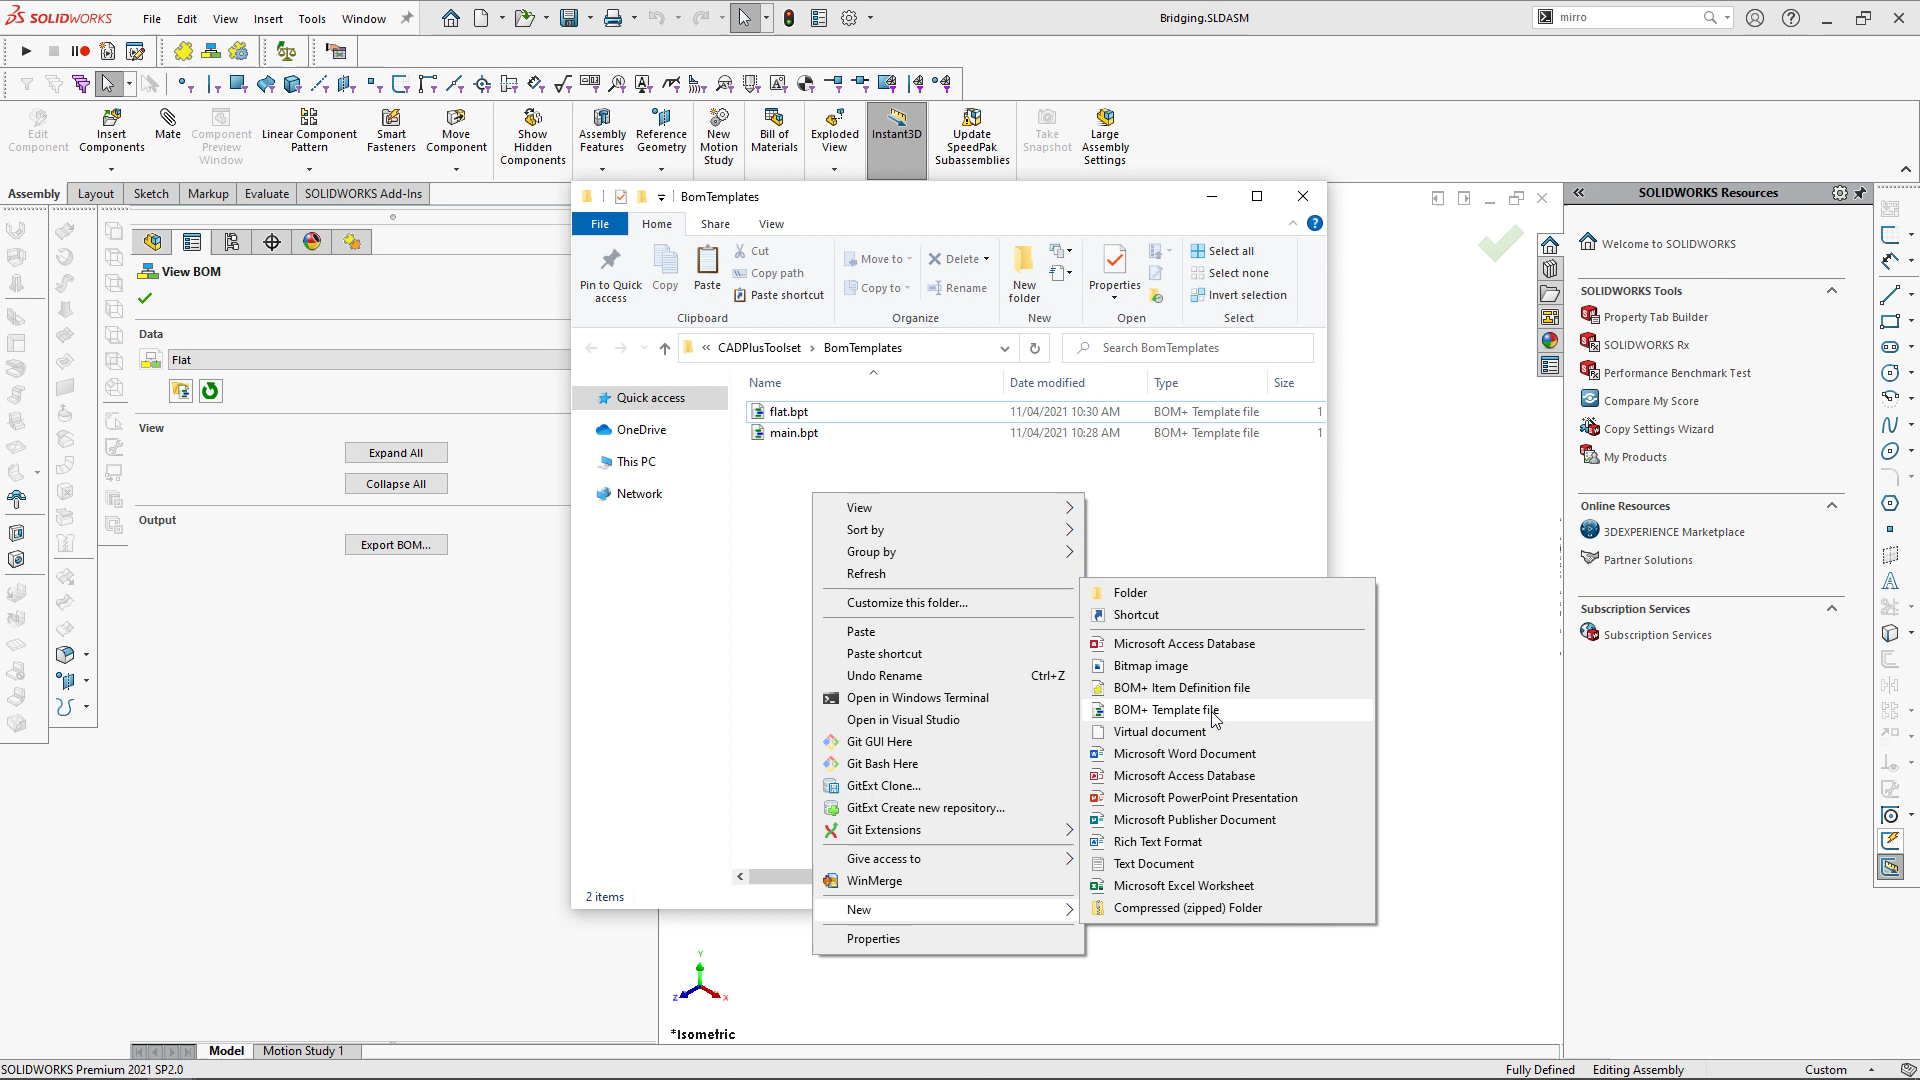 SOLIDWORKS File Edit View Insert Tools Window Bridging.SLDASM mirro
Edit Component
Insert Components
Mate
Component Preview Window
Linear Component Pattern
Smart Fasteners
Move Component
Show Hidden Components
Assembly Features
Reference Geometry
New Motion Study
Bill of Materials
Exploded View
Instant3D
Update SpeedPak Subassemblies
Take Snapshot
Large Assembly Settings
Assembly Layout Sketch Markup Evaluate SOLIDWORKS Add-Ins
View BOM
Data
Flat
View
Expand All
Collapse All
Output
Export BOM...
BomTemplates
File Home Share View
Pin to Quick access
Copy
Paste
Cut
Copy path
Paste shortcut
Clipboard
Move to
Copy to
Delete
Rename
Organize
New folder
New
Properties
Open
Select all
Select none
Invert selection
Select
« CADPlusToolset › BomTemplates
Search BomTemplates
Quick access
OneDrive
This PC
Network
Name Date modified Type Size
flat.bpt 11/04/2021 10:30 AM BOM+ Template file 1
main.bpt 11/04/2021 10:28 AM BOM+ Template file 1
2 items
View
Sort by
Group by
Refresh
Customize this folder...
Paste
Paste shortcut
Undo Rename Ctrl+Z
Open in Windows Terminal
Open in Visual Studio
Git GUI Here
Git Bash Here
GitExt Clone...
GitExt Create new repository...
Git Extensions
Give access to
WinMerge
New
Properties
Folder
Shortcut
Microsoft Access Database
Bitmap image
BOM+ Item Definition file
BOM+ Template file
Virtual document
Microsoft Word Document
Microsoft Access Database
Microsoft PowerPoint Presentation
Microsoft Publisher Document
Rich Text Format
Text Document
Microsoft Excel Worksheet
Compressed (zipped) Folder
SOLIDWORKS Resources
Welcome to SOLIDWORKS
SOLIDWORKS Tools
Property Tab Builder
SOLIDWORKS Rx
Performance Benchmark Test
Compare My Score
Copy Settings Wizard
My Products
Online Resources
3DEXPERIENCE Marketplace
Partner Solutions
Subscription Services
Subscription Services
Y
Z
X
*Isometric
Model Motion Study 1
SOLIDWORKS Premium 2021 SP2.0 Fully Defined Editing Assembly Custom